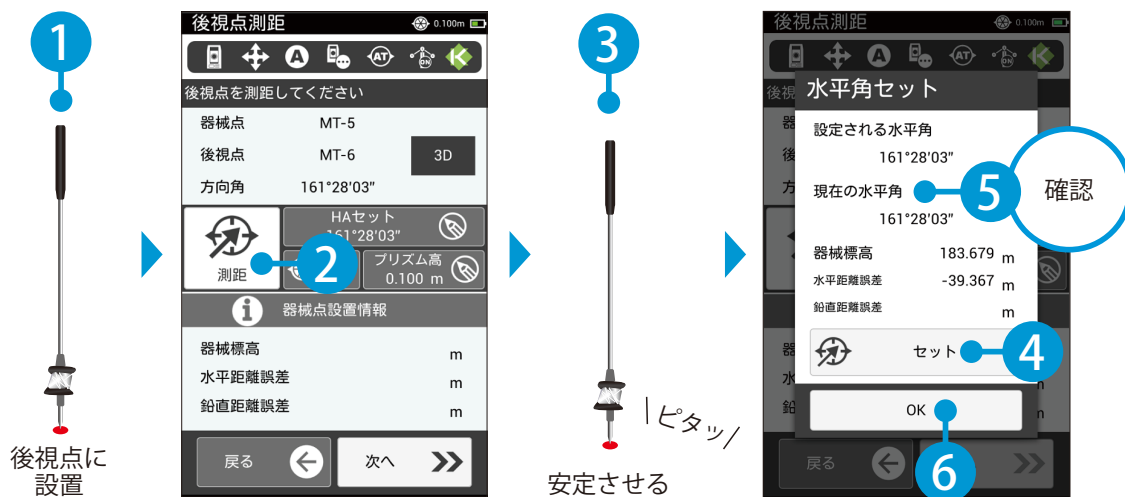 1
後視点に
設置
後視点測距
0.100m
A
AT
ON
K
後視点を測距してください
器械点 MT-5
後視点 MT-6
3D
方向角 161°28'03"
測距
2
HAセット
161°28'03"
プリズム高
0.100 m
i 器械点設置情報
器械標高 m
水平距離誤差 m
鉛直距離誤差 m
戻る
次へ
3
\ピタッ/
安定させる
後視点測距
0.100m
A
AT
ON
K
水平角セット
設定される水平角
161°28'03"
現在の水平角
5
確認
161°28'03"
器械標高 183.679 m
水平距離誤差 -39.367 m
鉛直距離誤差 m
セット
4
OK
6
戻る